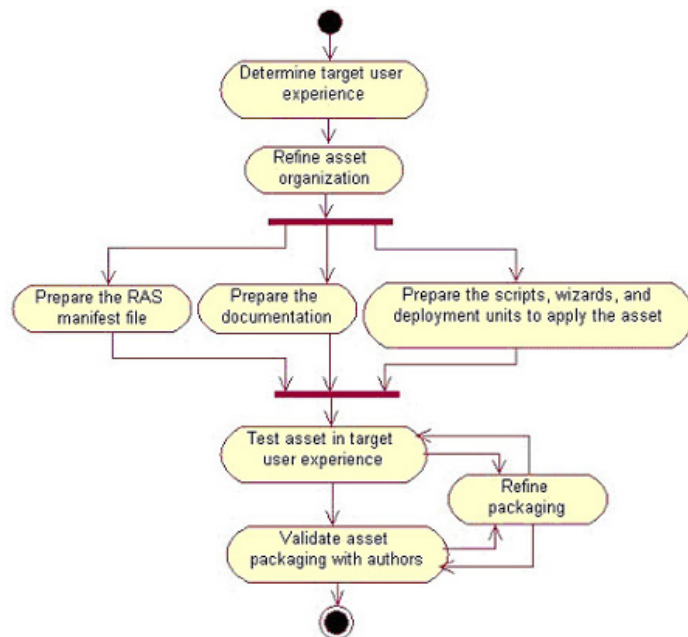 Determine target user
experience
Refine asset
organization
Prepare the RAS
manifest file
Prepare the
documentation
Prepare the scripts, wizards, and
deployment units to apply the asset
Test asset in target
user experience
Refine
packaging
Validate asset
packaging with authors